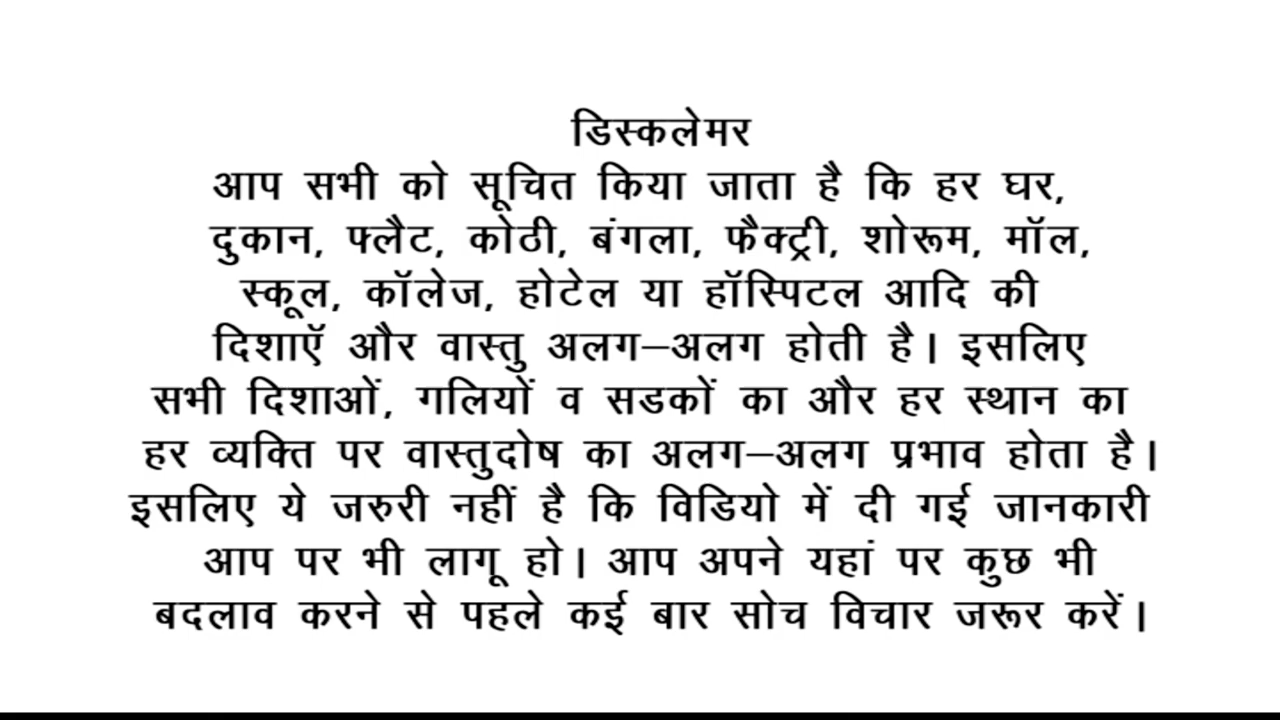 डिस्कलेमर
आप सभी को सूचित किया जाता है कि हर घर,
दुकान, फ्लैट, कोठी, बंगला, फैक्ट्री, शोरूम, मॉल,
स्कूल, कॉलेज, होटेल या हॉस्पिटल आदि की
दिशाऍ और वास्तु अलग–अलग होती है। इसलिए
सभी दिशाओं, गलियों व सडकों का और हर स्थान का
हर व्यक्ति पर वास्तुदोष का अलग–अलग प्रभाव होता है।
इसलिए ये जरुरी नहीं है कि विडियो में दी गई जानकारी
आप पर भी लागू हो। आप अपने यहां पर कुछ भी
बदलाव करने से पहले कई बार सोच विचार जरूर करें।